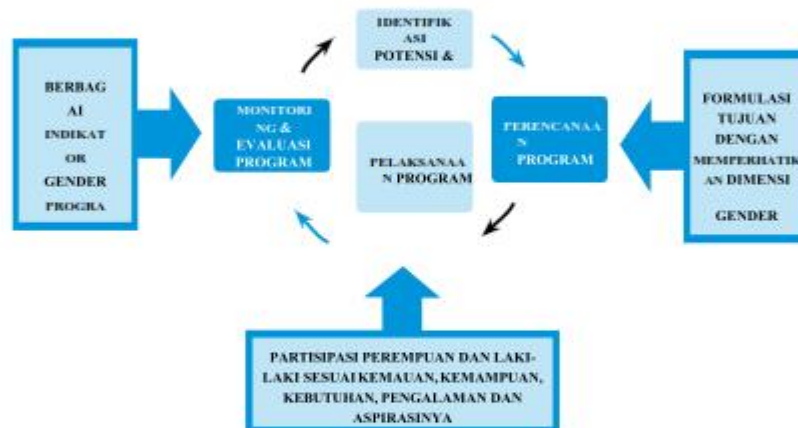 IDENTIFIK
ASI
POTENSI &
BERBAG
AI
INDIKAT
OR
GENDER
PROGRA
MONITORI
NG &
EVALUASI
PROGRAM
PELAKSANAA
N PROGRAM
PERENCANAA
N
PROGRAM
FORMULASI
TUJUAN
DENGAN
MEMPERHATIK
AN DIMENSI
GENDER
PARTISIPASI PEREMPUAN DAN LAKI-
LAKI SESUAI KEMAUAN, KEMAMPUAN,
KEBUTUHAN, PENGALAMAN DAN
ASPIRASINYA